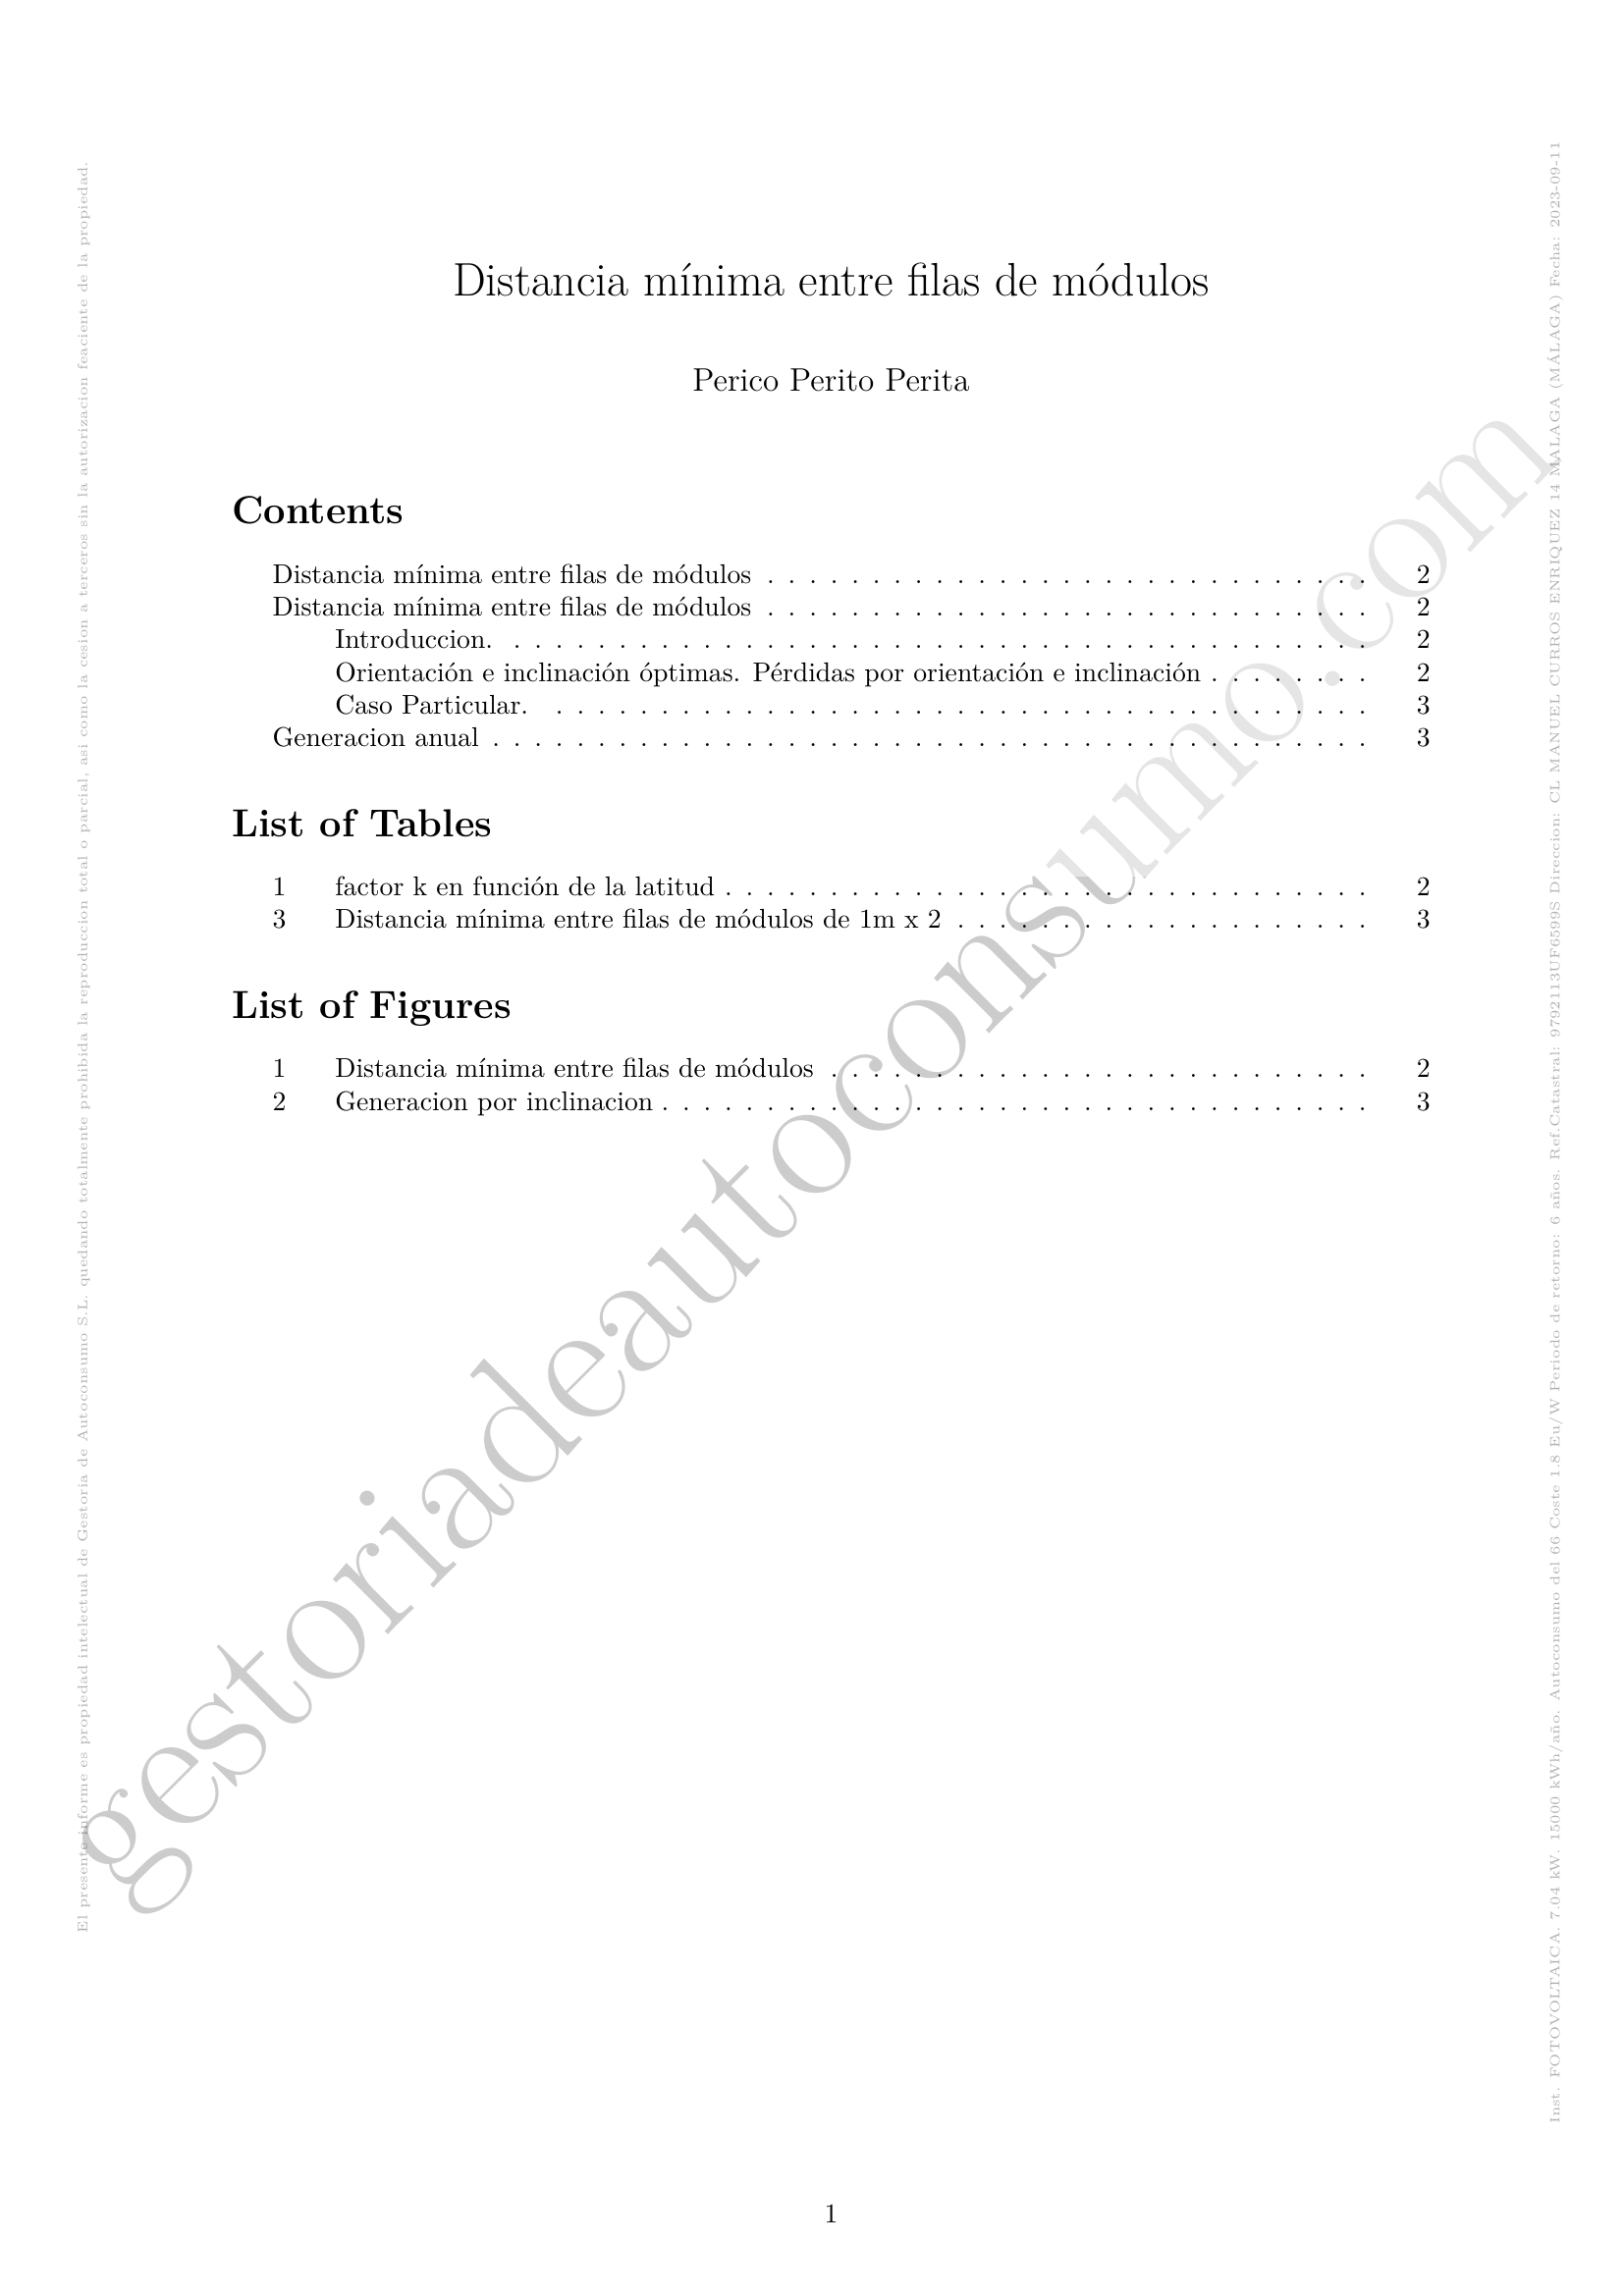 Distancia mínima entre filas de módulos
Perico Perito Perita
Contents
Distancia mínima entre filas de módulos . . . . . . . . . . . . . . . . . . . . . . . . . . . . . 2
Distancia mínima entre filas de módulos . . . . . . . . . . . . . . . . . . . . . . . . . . . . . 2
Introduccion. . . . . . . . . . . . . . . . . . . . . . . . . . . . . . . . . . . . . . . . . . 2
Orientación e inclinación óptimas. Pérdidas por orientación e inclinación . . . . . . . . 2
Caso Particular. . . . . . . . . . . . . . . . . . . . . . . . . . . . . . . . . . . . . . . . 3
Generacion anual . . . . . . . . . . . . . . . . . . . . . . . . . . . . . . . . . . . . . . . . . . 3
List of Tables
1 factor k en función de la latitud . . . . . . . . . . . . . . . . . . . . . . . . . . . . . . . 2
3 Distancia mínima entre filas de módulos de 1m x 2 . . . . . . . . . . . . . . . . . . . . 3
List of Figures
1 Distancia mínima entre filas de módulos . . . . . . . . . . . . . . . . . . . . . . . . . . 2
2 Generacion por inclinacion . . . . . . . . . . . . . . . . . . . . . . . . . . . . . . . . . . 3
1
El presente informe es propiedad intelectual de Gestoria de Autoconsumo S.L. quedando totalmente prohibida la reproduccion total o parcial, asi como la cesion a terceros sin la autorizacion feaciente de la propiedad.
Inst. FOTOVOLTAICA. 7.04 kW. 15000 kWh/año. Autoconsumo del 66 Coste 1.8 Eu/W Periodo de retorno: 6 años. Ref.Catastral: 9792113UF6599S Direccion: CL MANUEL CURROS ENRIQUEZ 14 MALAGA (MÁLAGA) Fecha: 2023-09-11
gestoriadeautoconsumo.com